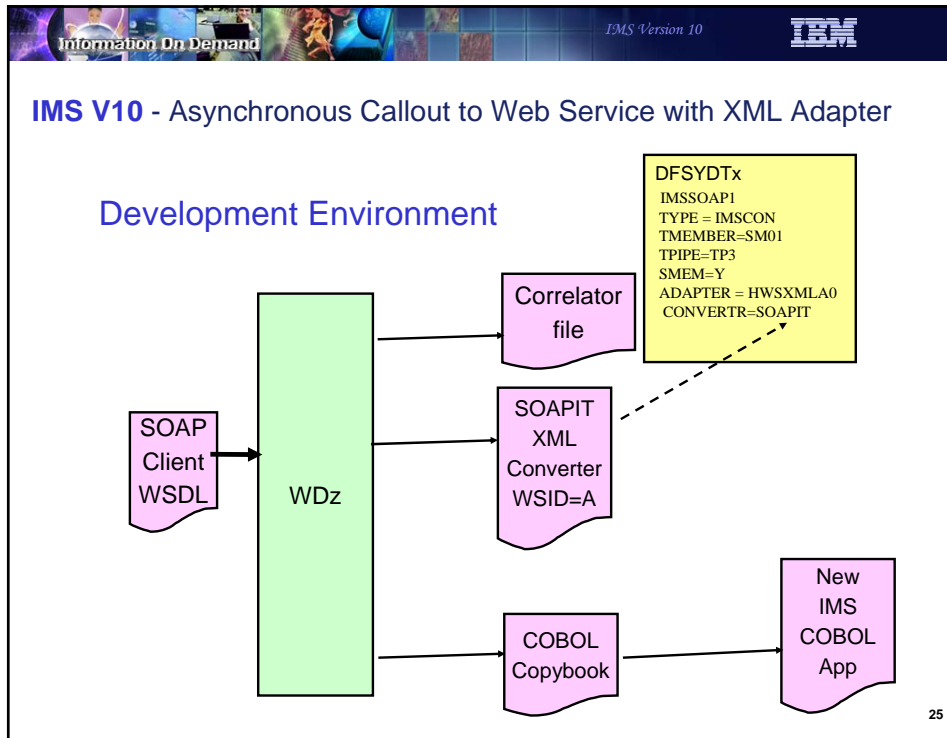 Information On Demand
IMS Version 10
IBM
IMS V10 - Asynchronous Callout to Web Service with XML Adapter
Development Environment
DFSYDTx
IMSSOAP1
TYPE = IMSCON
TMEMBER=SM01
TPIPE=TP3
SMEM=Y
ADAPTER = HWSXMLA0
CONVERTR=SOAPIT
Correlator
file
SOAP
Client
WSDL
WDz
SOAPIT
XML
Converter
WSID=A
COBOL
Copybook
New
IMS
COBOL
App
25